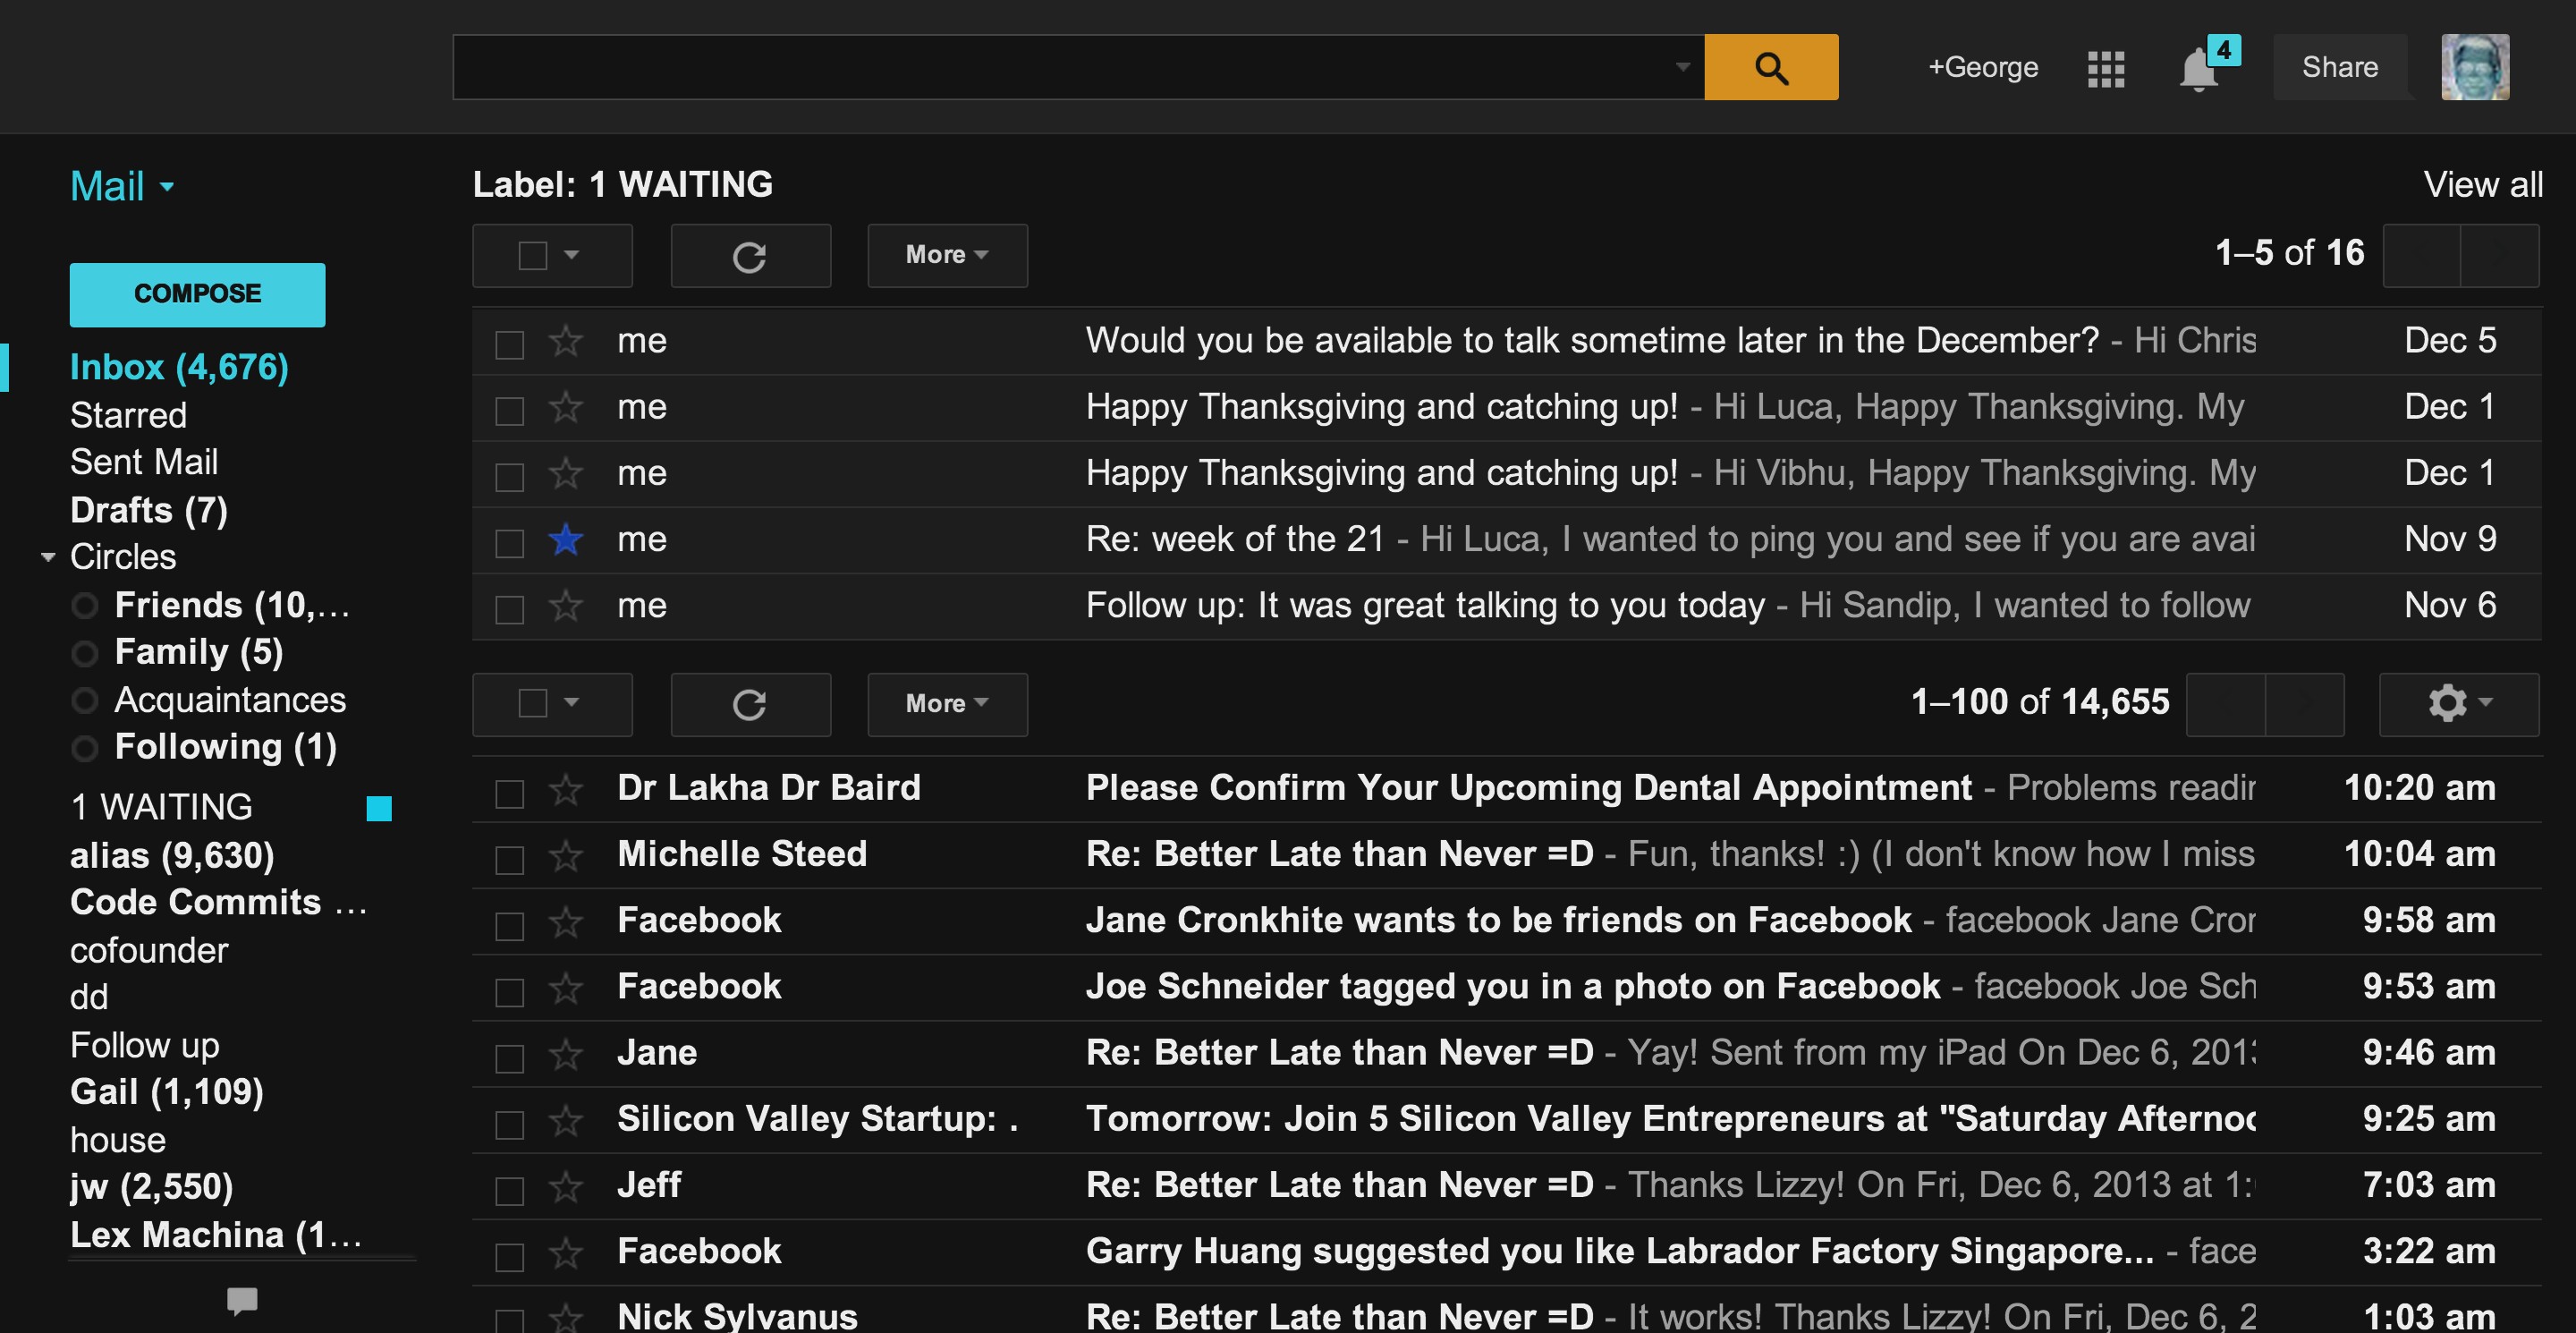 +George
4
Share
Mail
Label: 1 WAITING
View all
More
1–5 of 16
COMPOSE
Inbox (4,676)
Starred
Sent Mail
Drafts (7)
Circles
Friends (10,...
Family (5)
Acquaintances
Following (1)
1 WAITING
alias (9,630)
Code Commits ...
cofounder
dd
Follow up
Gail (1,109)
house
jw (2,550)
Lex Machina (1...
me Would you be available to talk sometime later in the December? - Hi Chris Dec 5
me Happy Thanksgiving and catching up! - Hi Luca, Happy Thanksgiving. My Dec 1
me Happy Thanksgiving and catching up! - Hi Vibhu, Happy Thanksgiving. My Dec 1
me Re: week of the 21 - Hi Luca, I wanted to ping you and see if you are avai Nov 9
me Follow up: It was great talking to you today - Hi Sandip, I wanted to follow Nov 6
More
1–100 of 14,655
Dr Lakha Dr Baird Please Confirm Your Upcoming Dental Appointment - Problems 10:20 am
Michelle Steed Re: Better Late than Never =D - Fun, thanks! :) (I don't know how I miss 10:04 am
Facebook Jane Cronkhite wants to be friends on Facebook - facebook Jane 9:58 am
Facebook Joe Schneider tagged you in a photo on Facebook - facebook Joe Sch 9:53 am
Jane Re: Better Late than Never =D - Yay! Sent from my iPad On Dec 6, 9:46 am
Silicon Valley Startup: . Tomorrow: Join 5 Silicon Valley Entrepreneurs at "Saturday 9:25 am
Jeff Re: Better Late than Never =D - Thanks Lizzy! On Fri, Dec 6, 2013 at 1: 7:03 am
Facebook Garry Huang suggested you like Labrador Factory Singapore... - face 3:22 am
Nick Sylvanus Re: Better Late than Never =D - It works! Thanks Lizzy! On Fri, Dec 6, 2 1:03 am